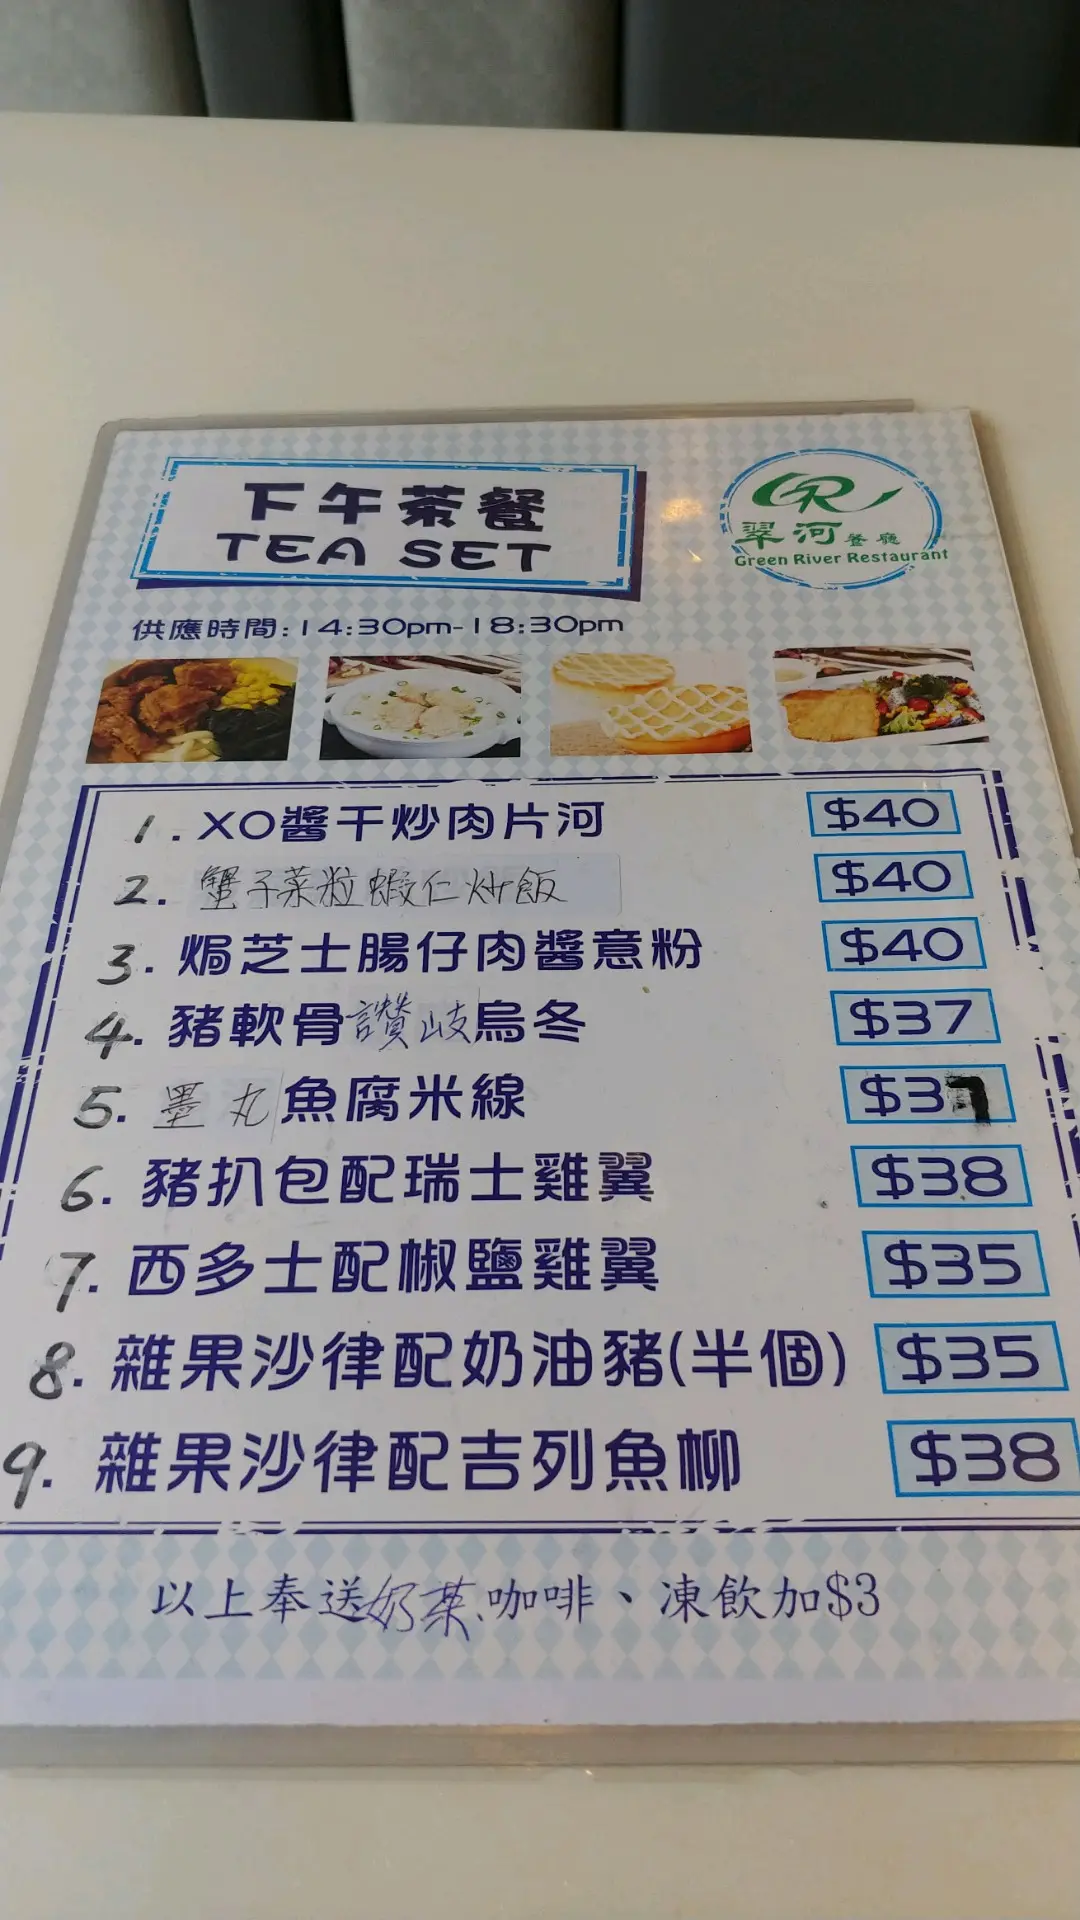 下午茶餐
TEA SET
GR
翠河餐廳
Green River Restaurant
供應時間:14:30pm-18:30pm
1. XO醬干炒肉片河 $40
2. 蟹子菜粒蝦仁炒飯 $40
3. 焗芝士腸仔肉醬意粉 $40
4. 豬軟骨讚岐烏冬 $37
5. 墨丸魚腐米線 $37
6. 豬扒包配瑞士雞翼 $38
7. 西多士配椒鹽雞翼 $35
8. 雜果沙律配奶油豬(半個) $35
9. 雜果沙律配吉列魚柳 $38
以上奉送奶茶、咖啡、凍飲加$3